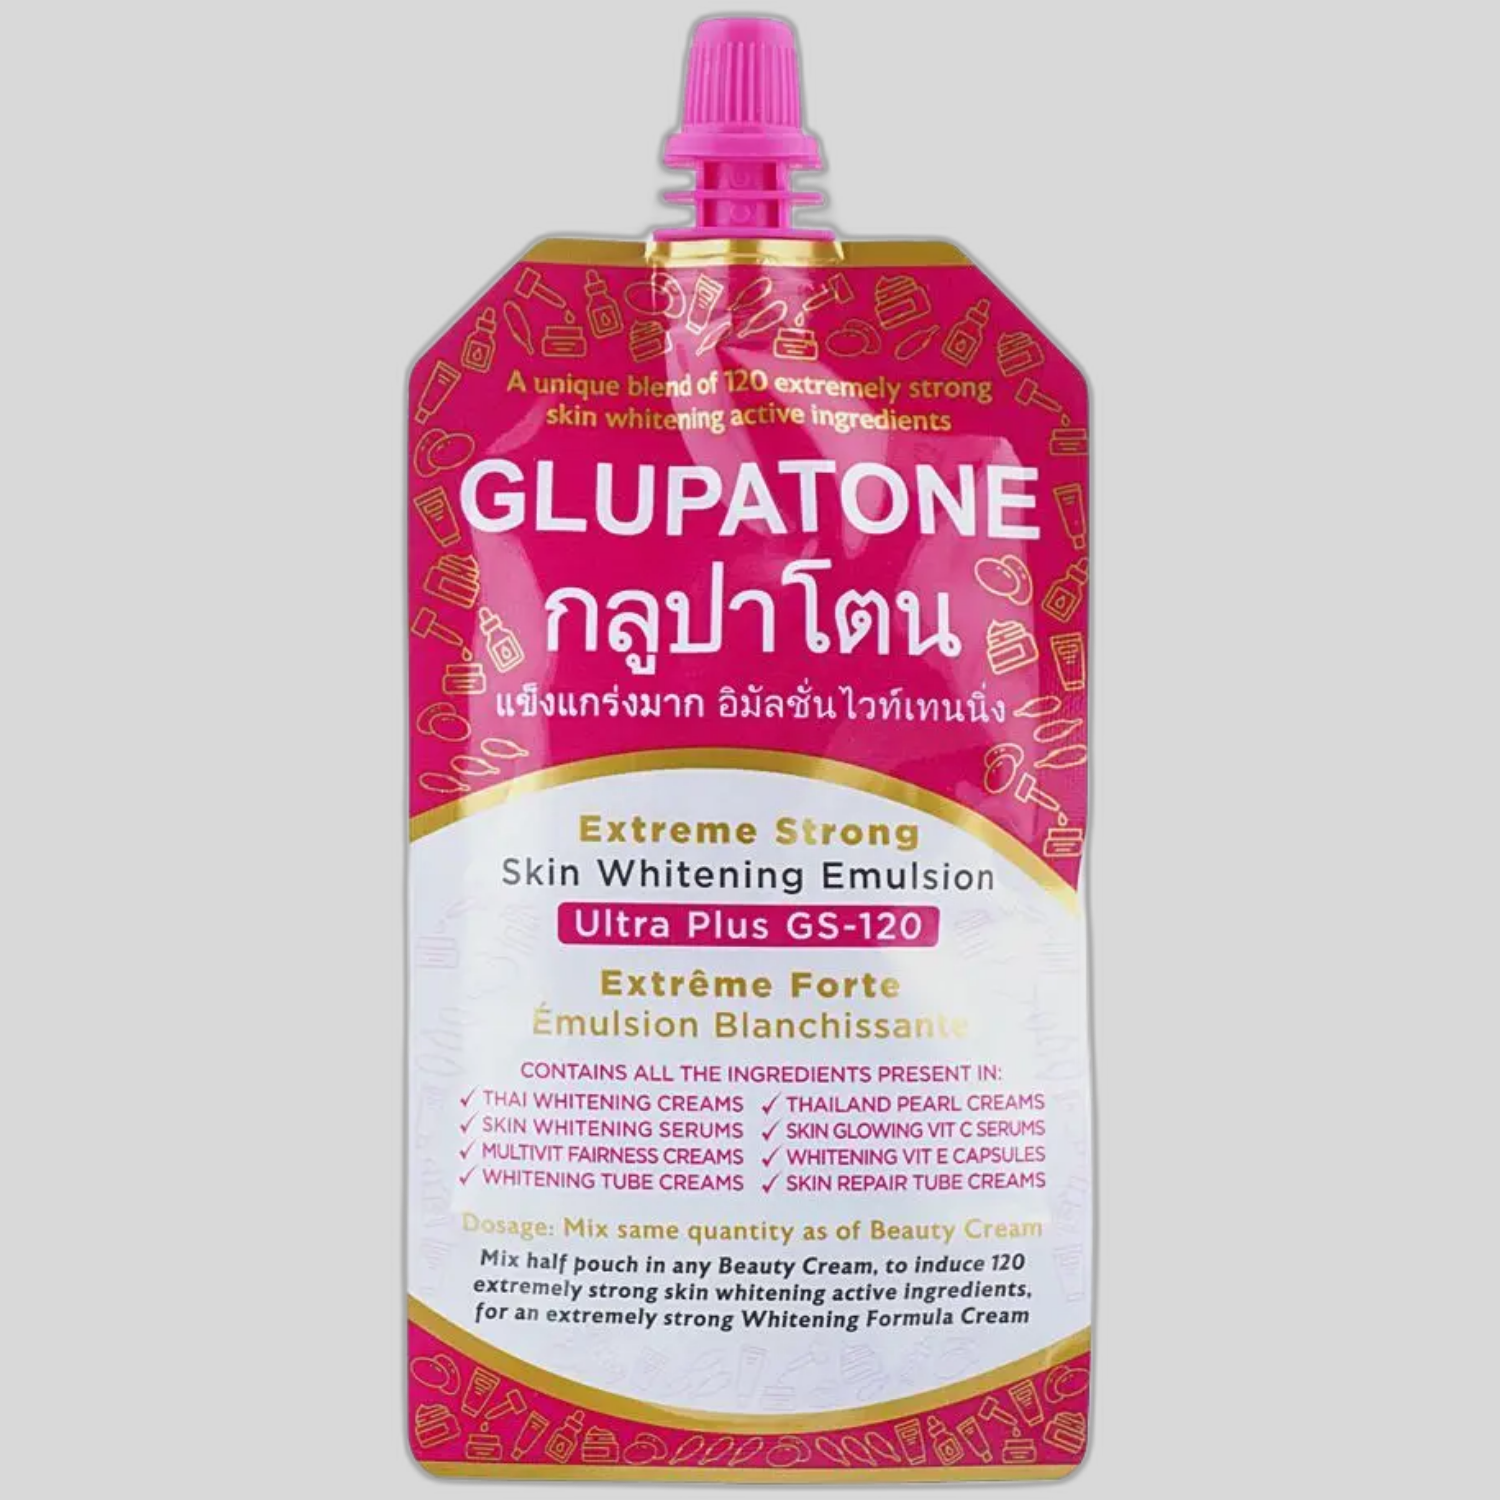 A unique blend of 120 extremely strong
skin whitening active ingredients
GLUPATONE
กลูปาโตน
แข็งแกร่งมาก อิมัลชั่นไวท์เทนนิ่ง
Extreme Strong
Skin Whitening Emulsion
Ultra Plus GS-120
Extrême Forte
Émulsion Blanchissante
CONTAINS ALL THE INGREDIENTS PRESENT IN:
✓ THAI WHITENING CREAMS ✓ THAILAND PEARL CREAMS
✓ SKIN WHITENING SERUMS ✓ SKIN GLOWING VIT C SERUMS
✓ MULTIVIT FAIRNESS CREAMS ✓ WHITENING VIT E CAPSULES
✓ WHITENING TUBE CREAMS ✓ SKIN REPAIR TUBE CREAMS
Dosage: Mix same quantity as of Beauty Cream
Mix half pouch in any Beauty Cream, to induce 120
extremely strong skin whitening active ingredients,
for an extremely strong Whitening Formula Cream